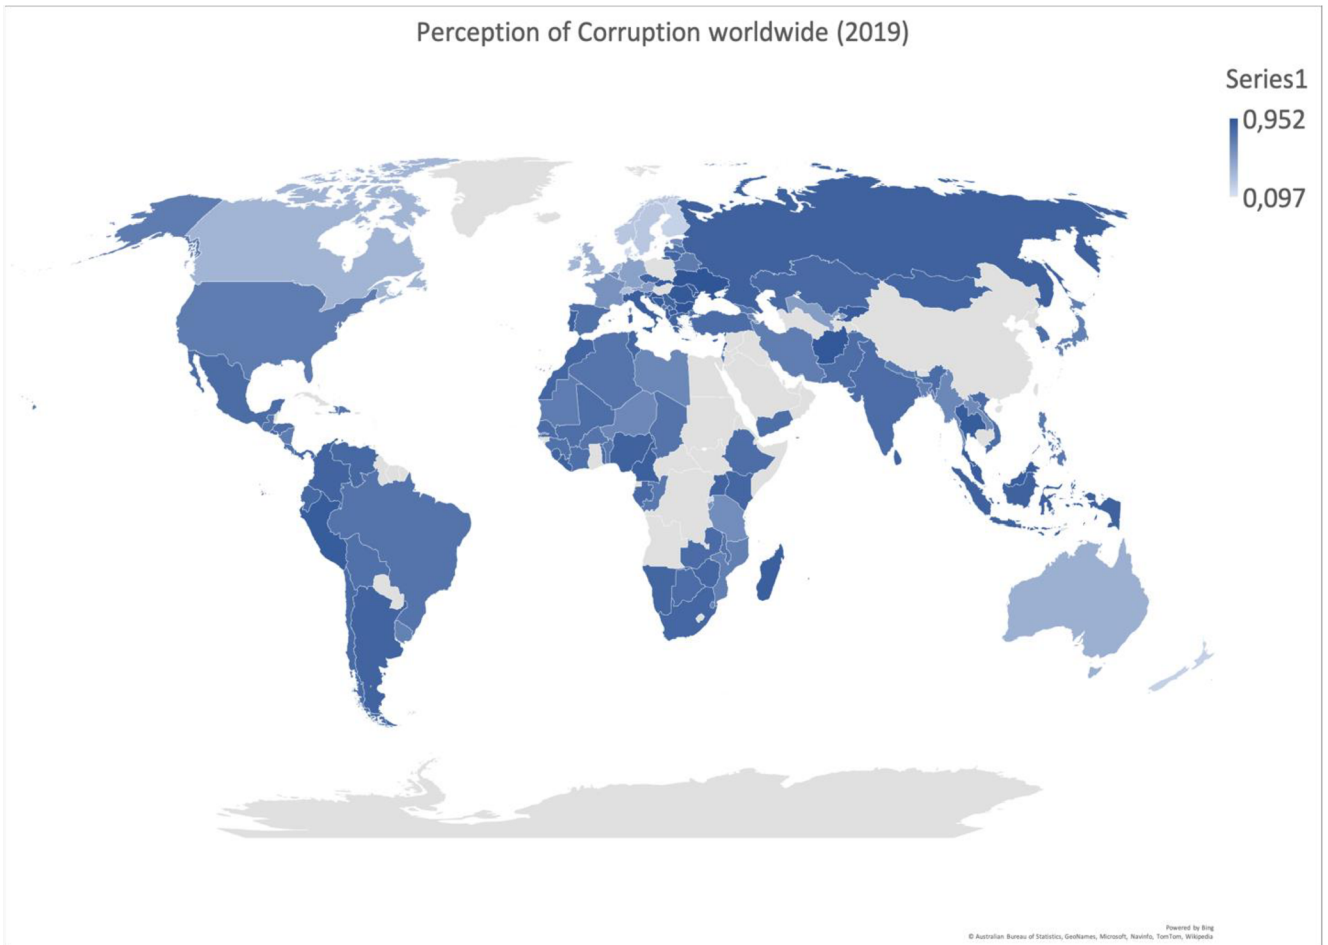 Perception of Corruption worldwide (2019)
Series1
0,952
0,097
Powered by Bing
© Australian Bureau of Statistics, GeoNames, Microsoft, Navinfo, TomTom, Wikipedia